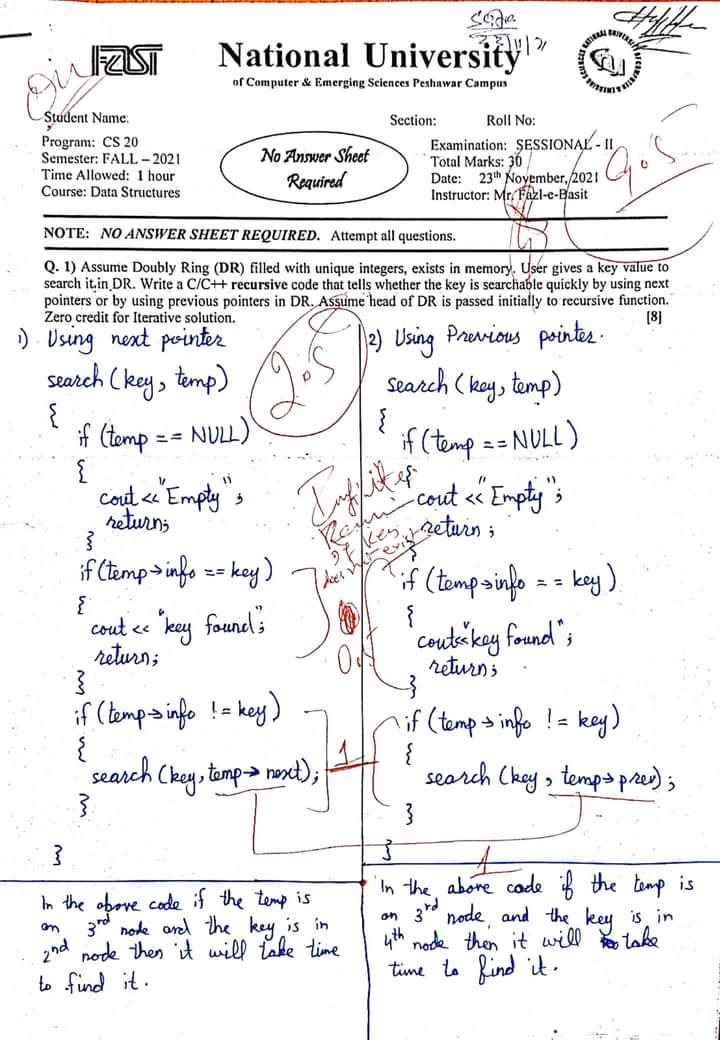 FAST
National University
of Computer & Emerging Sciences Peshawar Campus
Student Name:
Section:
Roll No:
Program: CS 20
Semester: FALL – 2021
Time Allowed: 1 hour
Course: Data Structures
No Answer Sheet
Required
Examination: SESSIONAL - II
Total Marks: 30
Date: 23th November, 2021
Instructor: Mr. Fazl-e-Basit
9.5
NOTE: NO ANSWER SHEET REQUIRED. Attempt all questions.
Q. 1) Assume Doubly Ring (DR) filled with unique integers, exists in memory. User gives a key value to
search it in DR. Write a C/C++ recursive code that tells whether the key is searchable quickly by using next
pointers or by using previous pointers in DR. Assume head of DR is passed initially to recursive function.
Zero credit for Iterative solution. [8]
2.5
1) Using next pointer
search (key, temp)
{
if (temp == NULL)
{
cout << "Empty";
return;
}
if (temp→info == key)
{
cout << "key found";
return;
}
if (temp→info != key)
{
search (key, temp→ next);
}
}
In the above code if the temp is
on 3rd node and the key is in
2nd node then it will take time
to find it.
Infinite
if key
does not exist
0.5
1
2) Using Previous pointer.
search (key, temp)
{
if (temp == NULL)
{
cout << "Empty";
return;
}
if (temp→info == key)
{
cout<<"key found";
return;
}
if (temp→info != key)
{
search (key, temp→prev);
}
}
1
In the above code if the temp is
on 3rd node, and the key is in
4th node then it will take
time to find it.